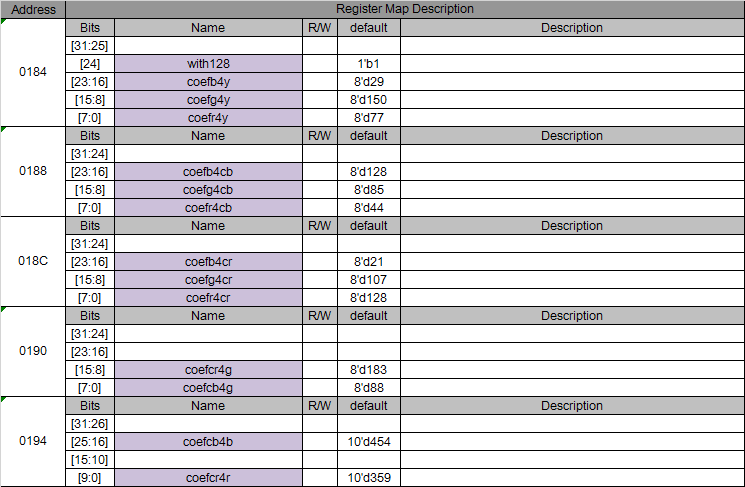 Address Register Map Description
0184
Bits Name R/W default Description
[31:25]
[24] with128 1'b1
[23:16] coefb4y 8'd29
[15:8] coefg4y 8'd150
[7:0] coefr4y 8'd77
0188
Bits Name R/W default Description
[31:24]
[23:16] coefb4cb 8'd128
[15:8] coefg4cb 8'd85
[7:0] coefr4cb 8'd44
018C
Bits Name R/W default Description
[31:24]
[23:16] coefb4cr 8'd21
[15:8] coefg4cr 8'd107
[7:0] coefr4cr 8'd128
0190
Bits Name R/W default Description
[31:24]
[23:16]
[15:8] coefcr4g 8'd183
[7:0] coefcb4g 8'd88
0194
Bits Name R/W default Description
[31:26]
[25:16] coefcb4b 10'd454
[15:10]
[9:0] coefcr4r 10'd359